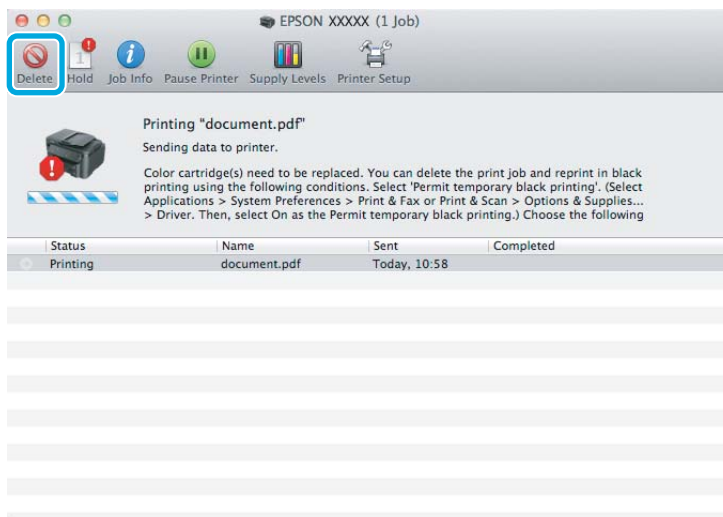 EPSON XXXXX (1 Job)
1
Delete Hold Job Info Pause Printer Supply Levels Printer Setup
Printing "document.pdf"
Sending data to printer.
Color cartridge(s) need to be replaced. You can delete the print job and reprint in black
printing using the following conditions. Select 'Permit temporary black printing'. (Select
Applications > System Preferences > Print & Fax or Print & Scan > Options & Supplies...
> Driver. Then, select On as the Permit temporary black printing.) Choose the following
Status Name Sent Completed
Printing document.pdf Today, 10:58